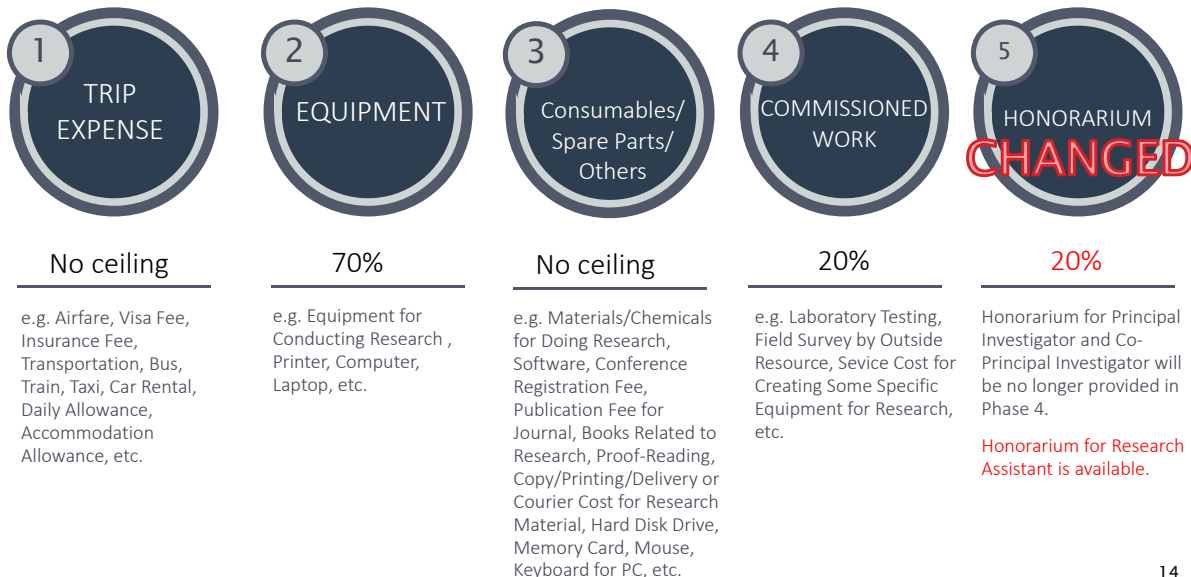 1
TRIP
EXPENSE
No ceiling
e.g. Airfare, Visa Fee,
Insurance Fee,
Transportation, Bus,
Train, Taxi, Car Rental,
Daily Allowance,
Accommodation
Allowance, etc.
2
EQUIPMENT
70%
e.g. Equipment for
Conducting Research ,
Printer, Computer,
Laptop, etc.
3
Consumables/
Spare Parts/
Others
No ceiling
e.g. Materials/Chemicals
for Doing Research,
Software, Conference
Registration Fee,
Publication Fee for
Journal, Books Related to
Research, Proof-Reading,
Copy/Printing/Delivery or
Courier Cost for Research
Material, Hard Disk Drive,
Memory Card, Mouse,
Keyboard for PC, etc.
4
COMMISSIONED
WORK
20%
e.g. Laboratory Testing,
Field Survey by Outside
Resource, Sevice Cost for
Creating Some Specific
Equipment for Research,
etc.
5
HONORARIUM
CHANGED
20%
Honorarium for Principal
Investigator and Co-
Principal Investigator will
be no longer provided in
Phase 4.
Honorarium for Research
Assistant is available.
14